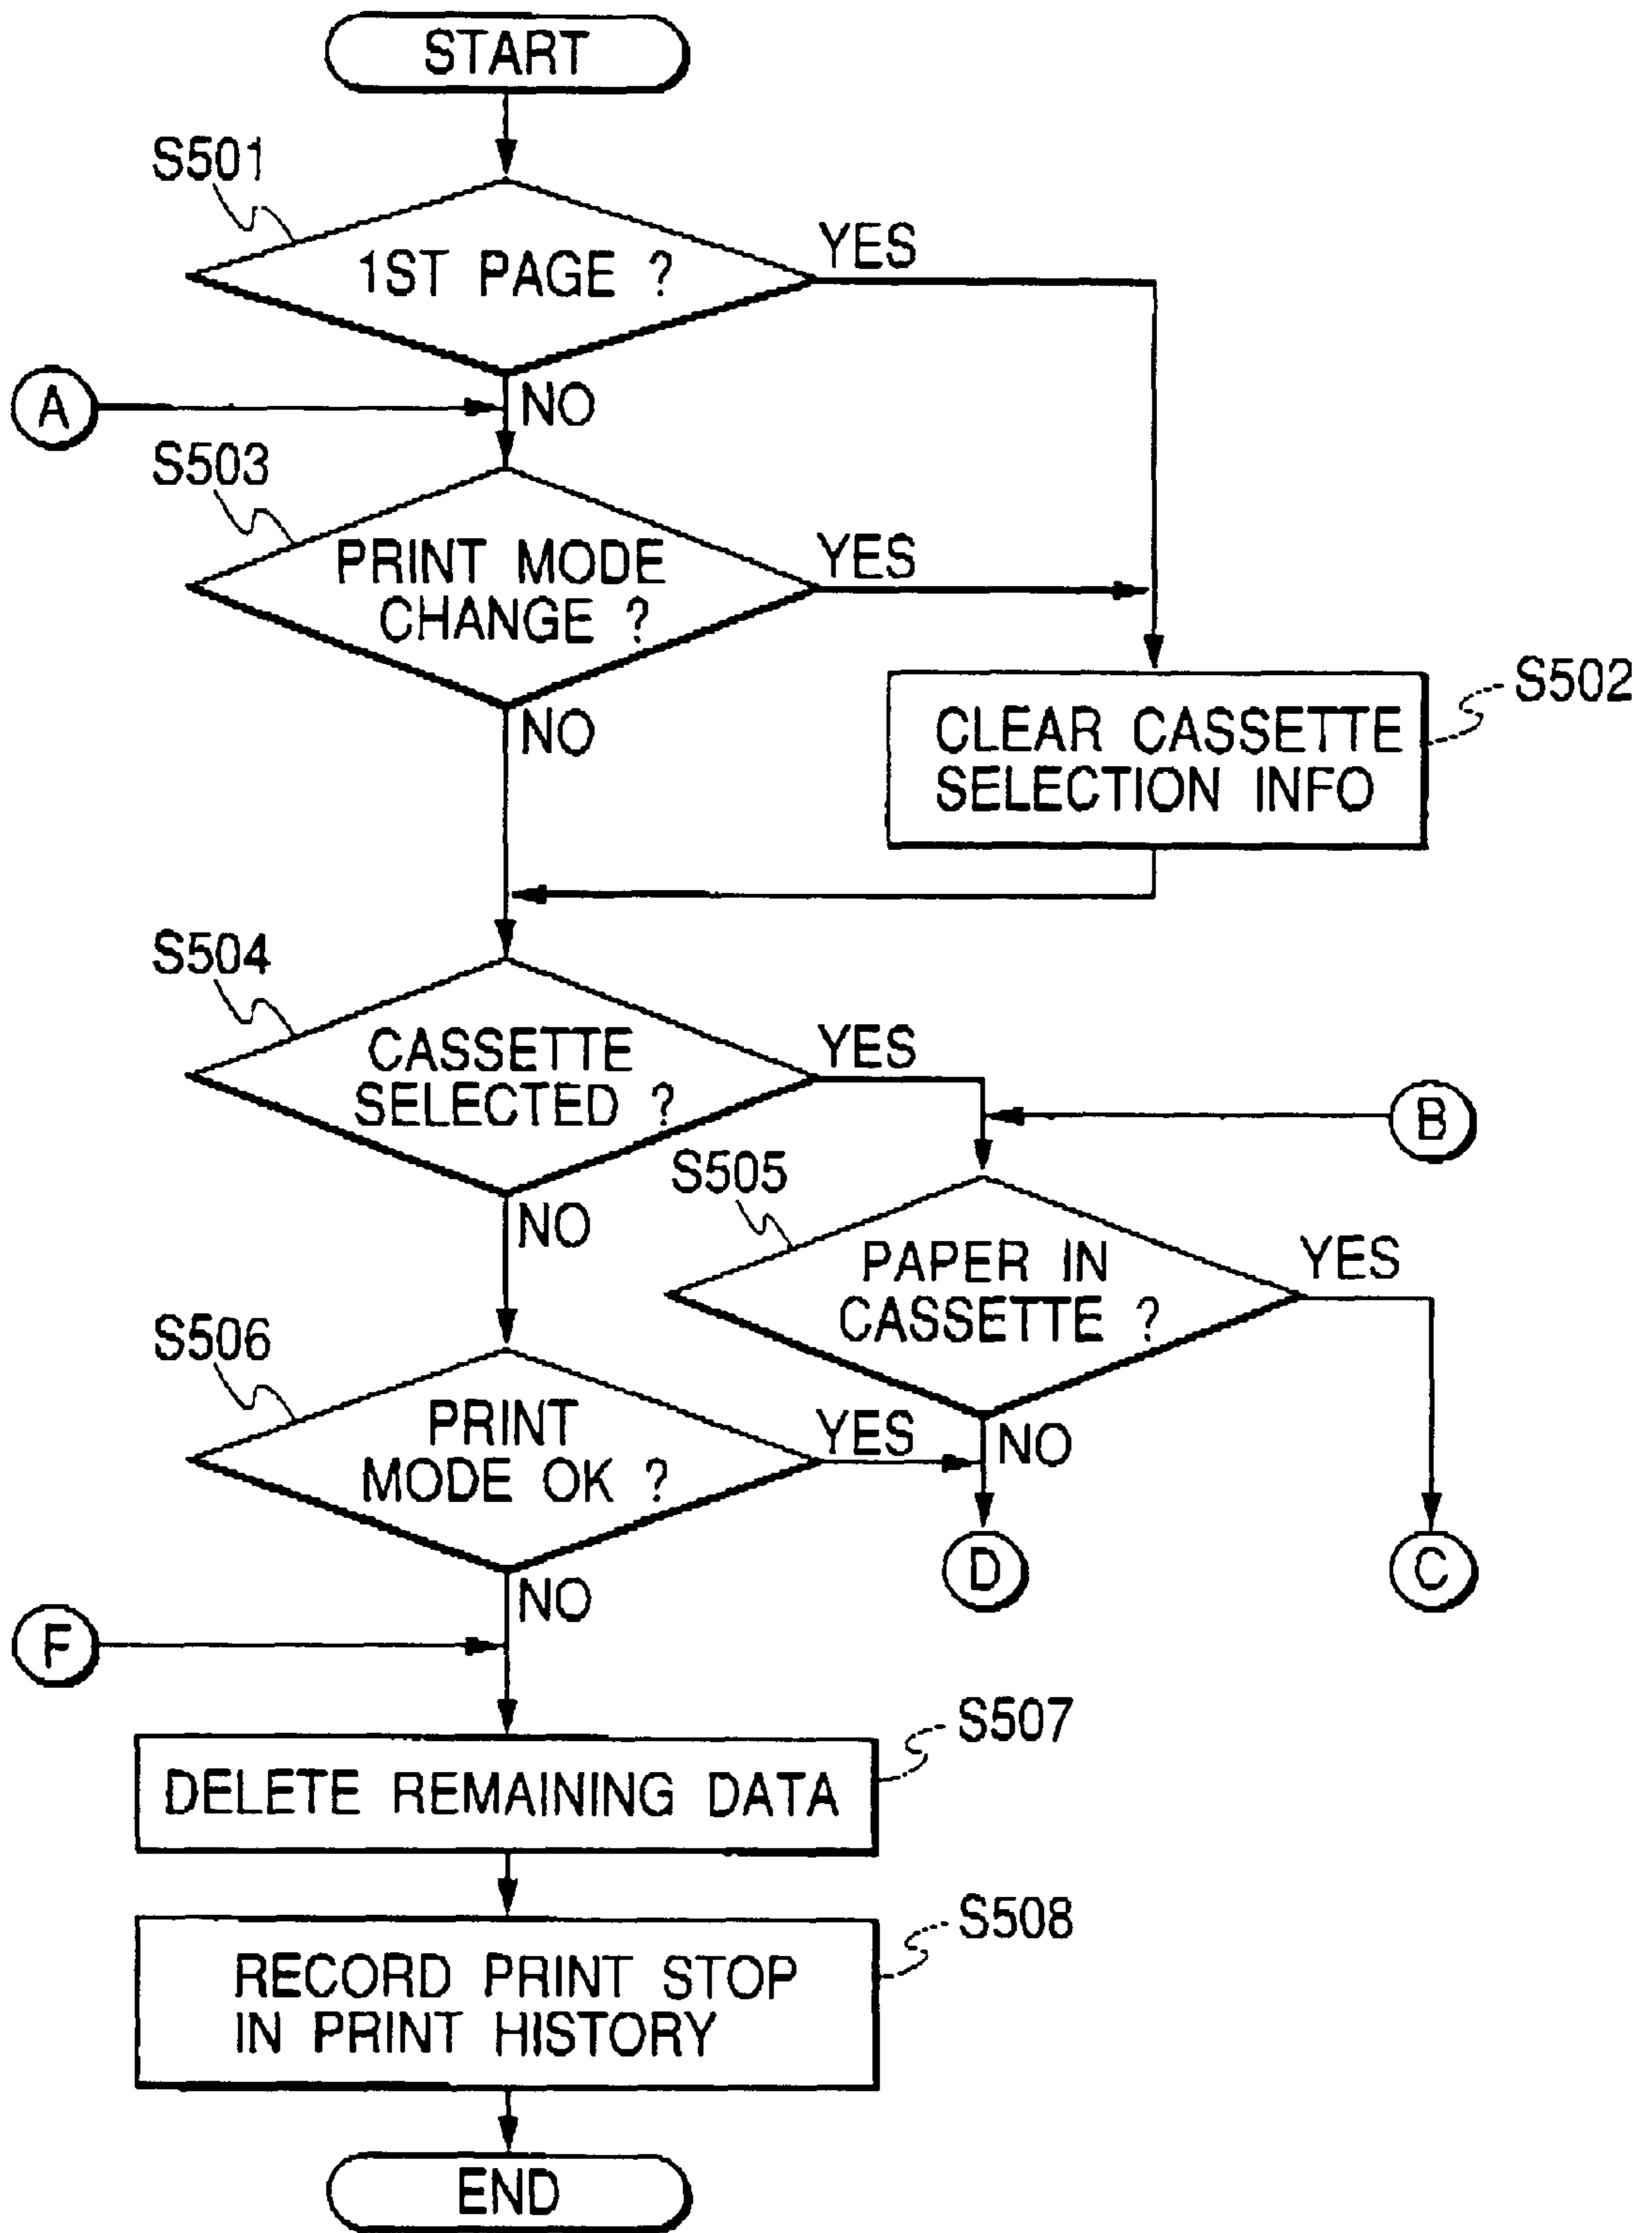 START
S501
1ST PAGE ?
YES
NO
A
S503
PRINT MODE
CHANGE ?
YES
NO
S502
CLEAR CASSETTE
SELECTION INFO
S504
CASSETTE
SELECTED ?
YES
NO
B
S505
PAPER IN
CASSETTE ?
YES
NO
S506
PRINT
MODE OK ?
YES
NO
D
C
F
S507
DELETE REMAINING DATA
S508
RECORD PRINT STOP
IN PRINT HISTORY
END